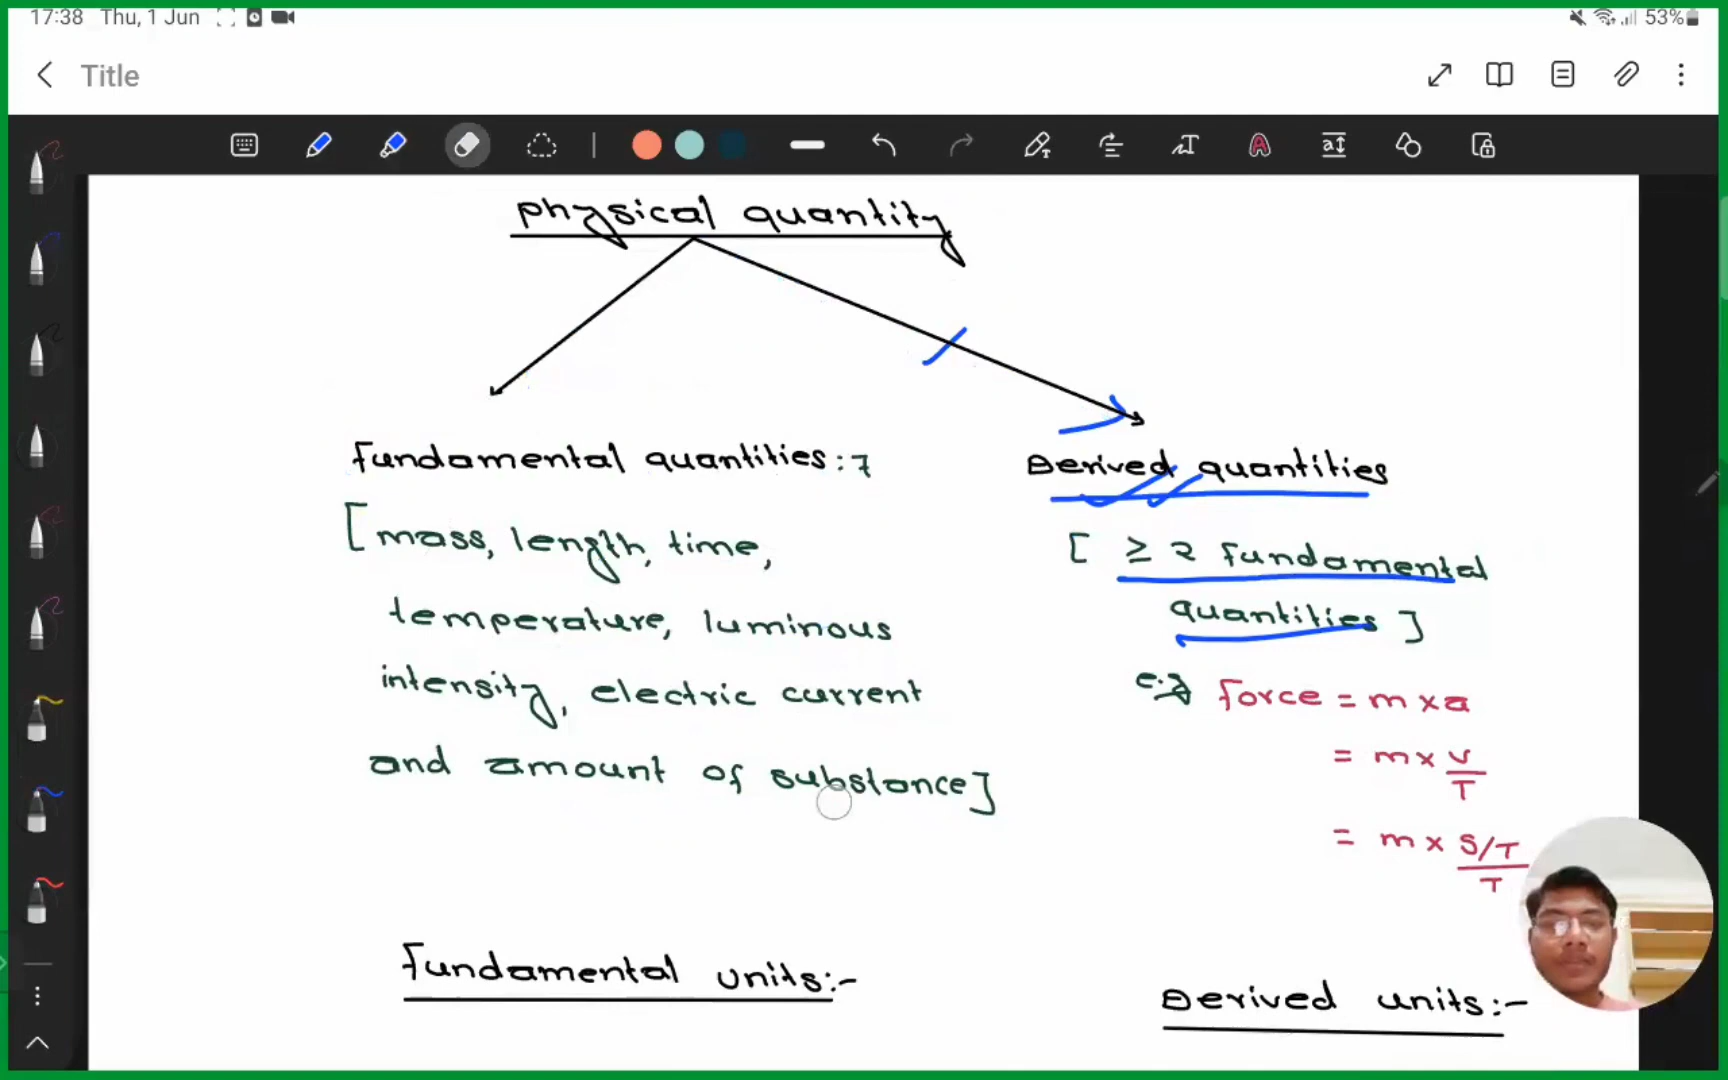 17:38 Thu, 1 Jun
53%
Title
physical quantity
Fundamental quantities: 7
Derived quantities
[mass, length, time,
temperature, luminous
intensity, electric current
and amount of substance]
[ ≥ 2 fundamental
quantities ]
e.g force = m × a
= m × v/T
= m × S/T/T
Fundamental units:-
Derived units:-